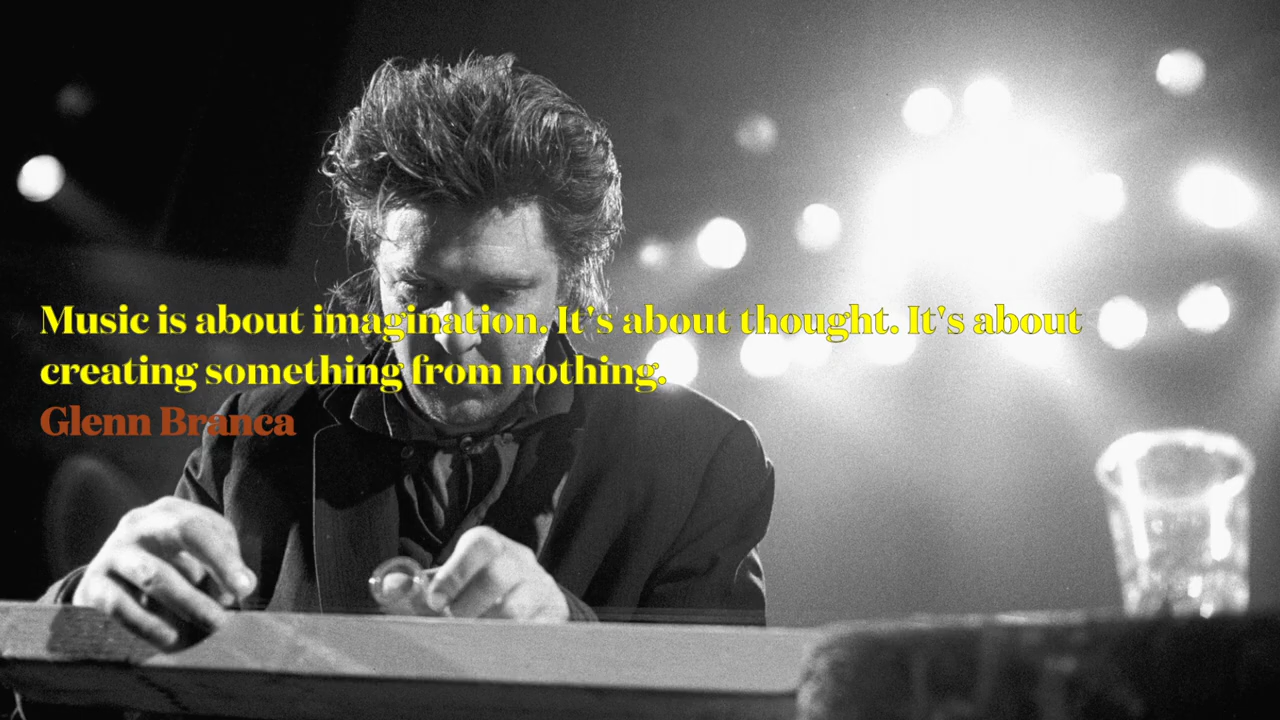 Music is about imagination. It's about thought. It's about
creating something from nothing.
Glenn Branca